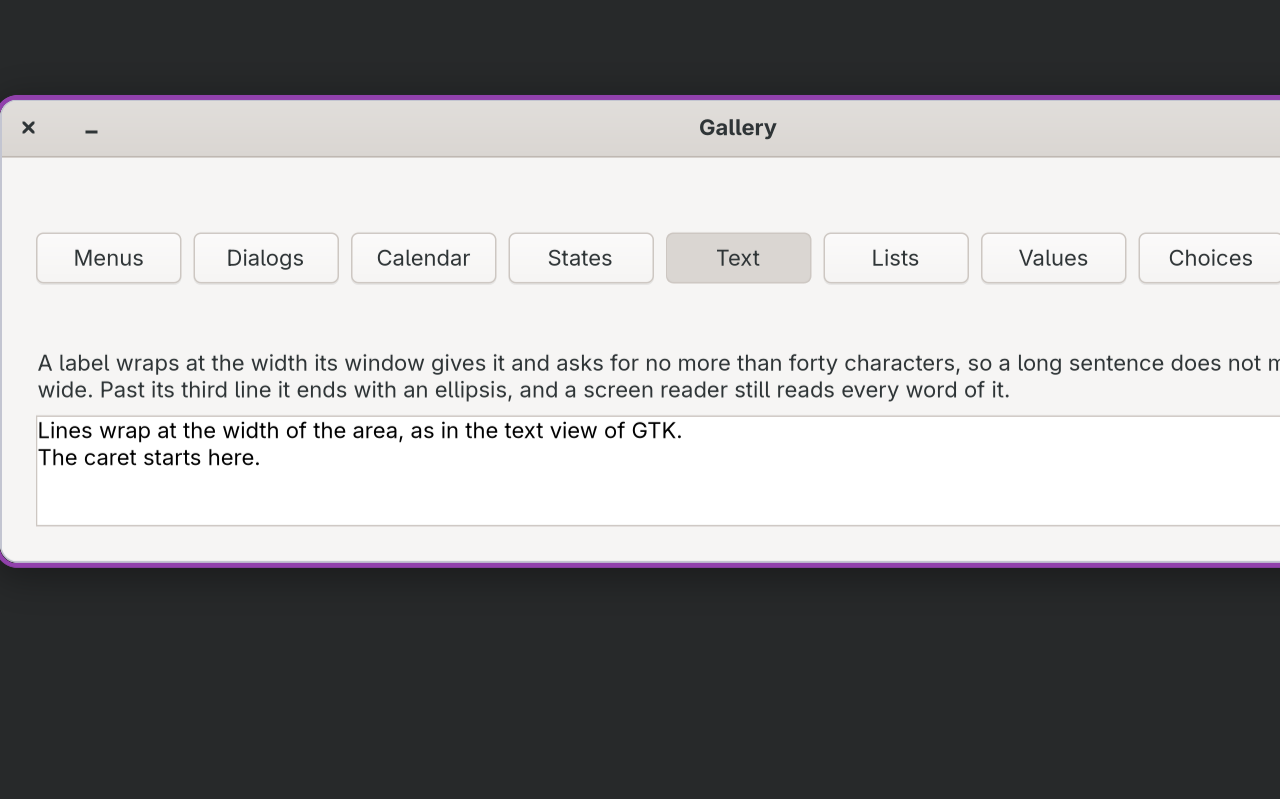 Gallery
Menus Dialogs Calendar States Text Lists Values Choices
A label wraps at the width its window gives it and asks for no more than forty characters, so a long sentence does not
wide. Past its third line it ends with an ellipsis, and a screen reader still reads every word of it.
Lines wrap at the width of the area, as in the text view of GTK.
The caret starts here.